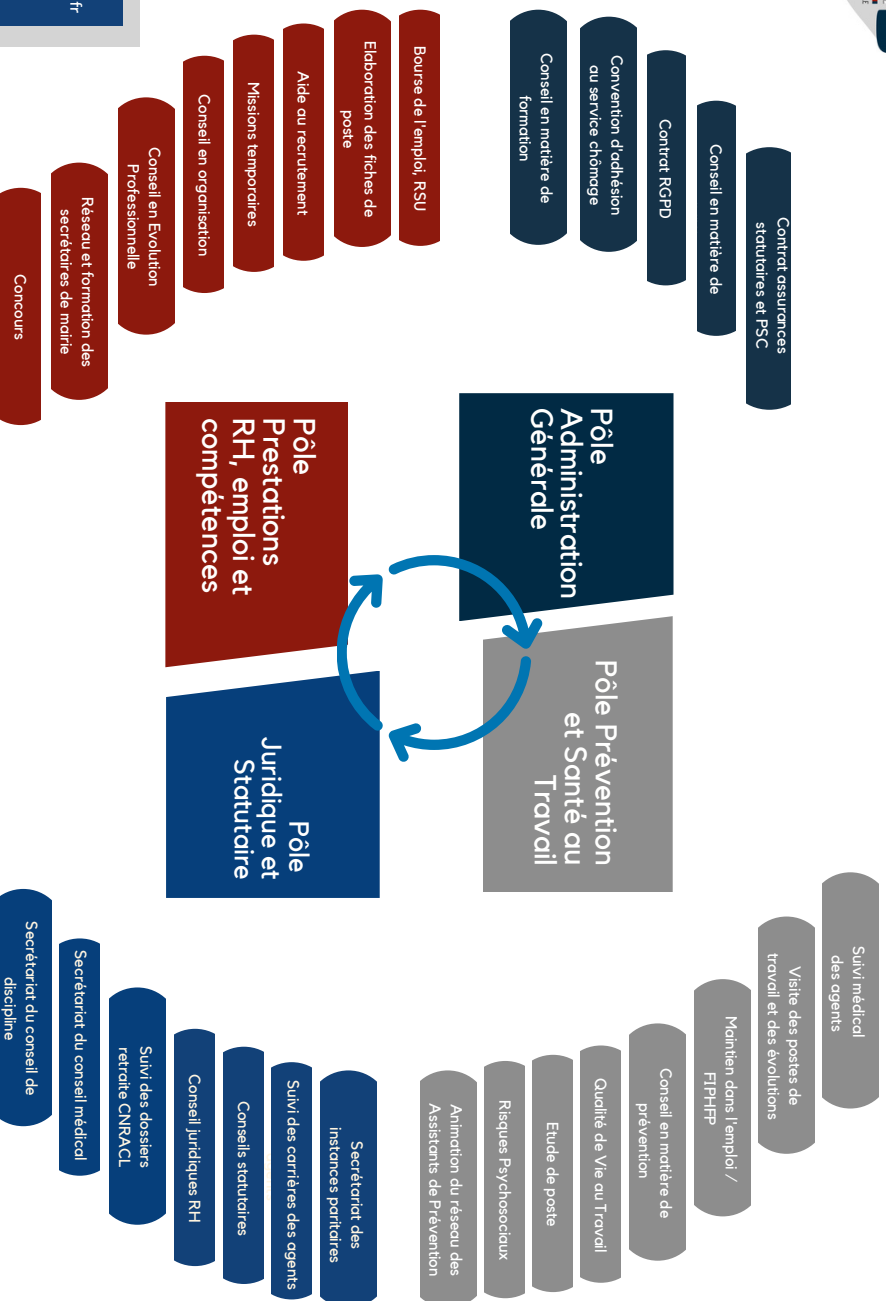 fr
Contrat assurances
statutaires et PSC
Conseil en matière de
Contrat RGPD
Convention d'adhésion
au service chômage
Conseil en matière de
formation
Bourse de l'emploi, RSU
Elaboration des fiches de
poste
Aide au recrutement
Missions temporaires
Conseil en organisation
Conseil en Evolution
Professionnelle
Réseau et formation des
secrétaires de mairie
Concours
Pôle
Administration
Générale
Pôle Prévention
et Santé au
Travail
Pôle
Prestations
RH, emploi et
compétences
Pôle
Juridique et
Statutaire
Suivi médical
des agents
Visite des postes de
travail et des évolutions
Maintien dans l'emploi /
FIPHFP
Conseil en matière de
prévention
Qualité de Vie au Travail
Etude de poste
Risques Psychosociaux
Animation du réseau des
Assistants de Prévention
Secrétariat des
instances paritaires
Suivi des carrières des agents
Conseils statutaires
Conseil juridiques RH
Suivi des dossiers
retraite CNRACL
Secrétariat du conseil médical
Secrétariat du conseil de
discipline